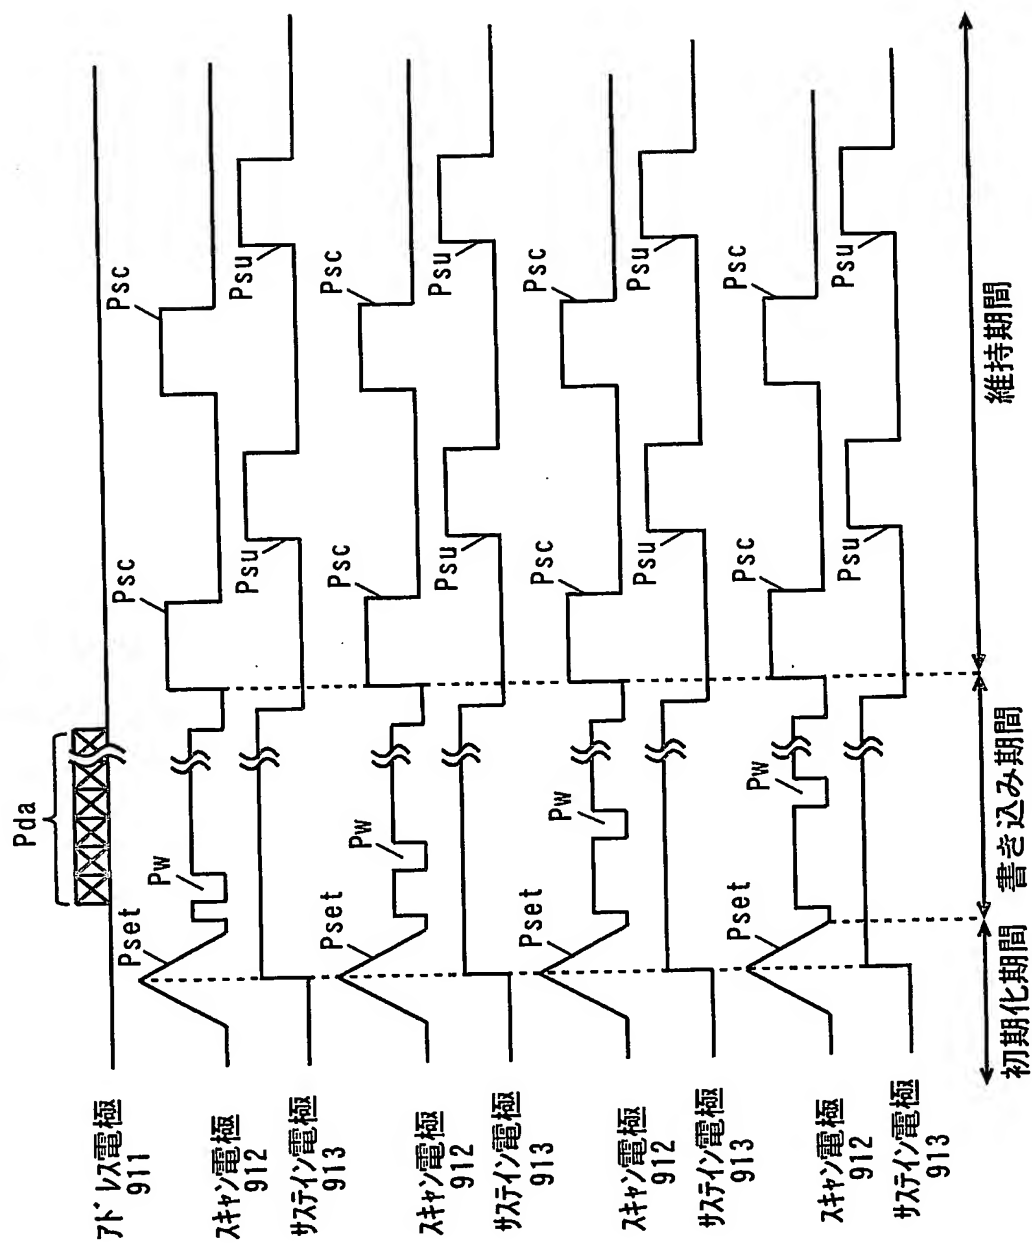 Pda
アドレス電極
911
Pset
Pw
Psc
Psc
スキャン電極
912
Psu
Psu
サステイン電極
913
Pset
Pw
Psc
Psc
スキャン電極
912
Psu
Psu
サステイン電極
913
Pset
Pw
Psc
Psc
スキャン電極
912
Psu
Psu
サステイン電極
913
Pset
Pw
Psc
Psc
スキャン電極
912
Psu
Psu
サステイン電極
913
初期化期間
書き込み期間
維持期間